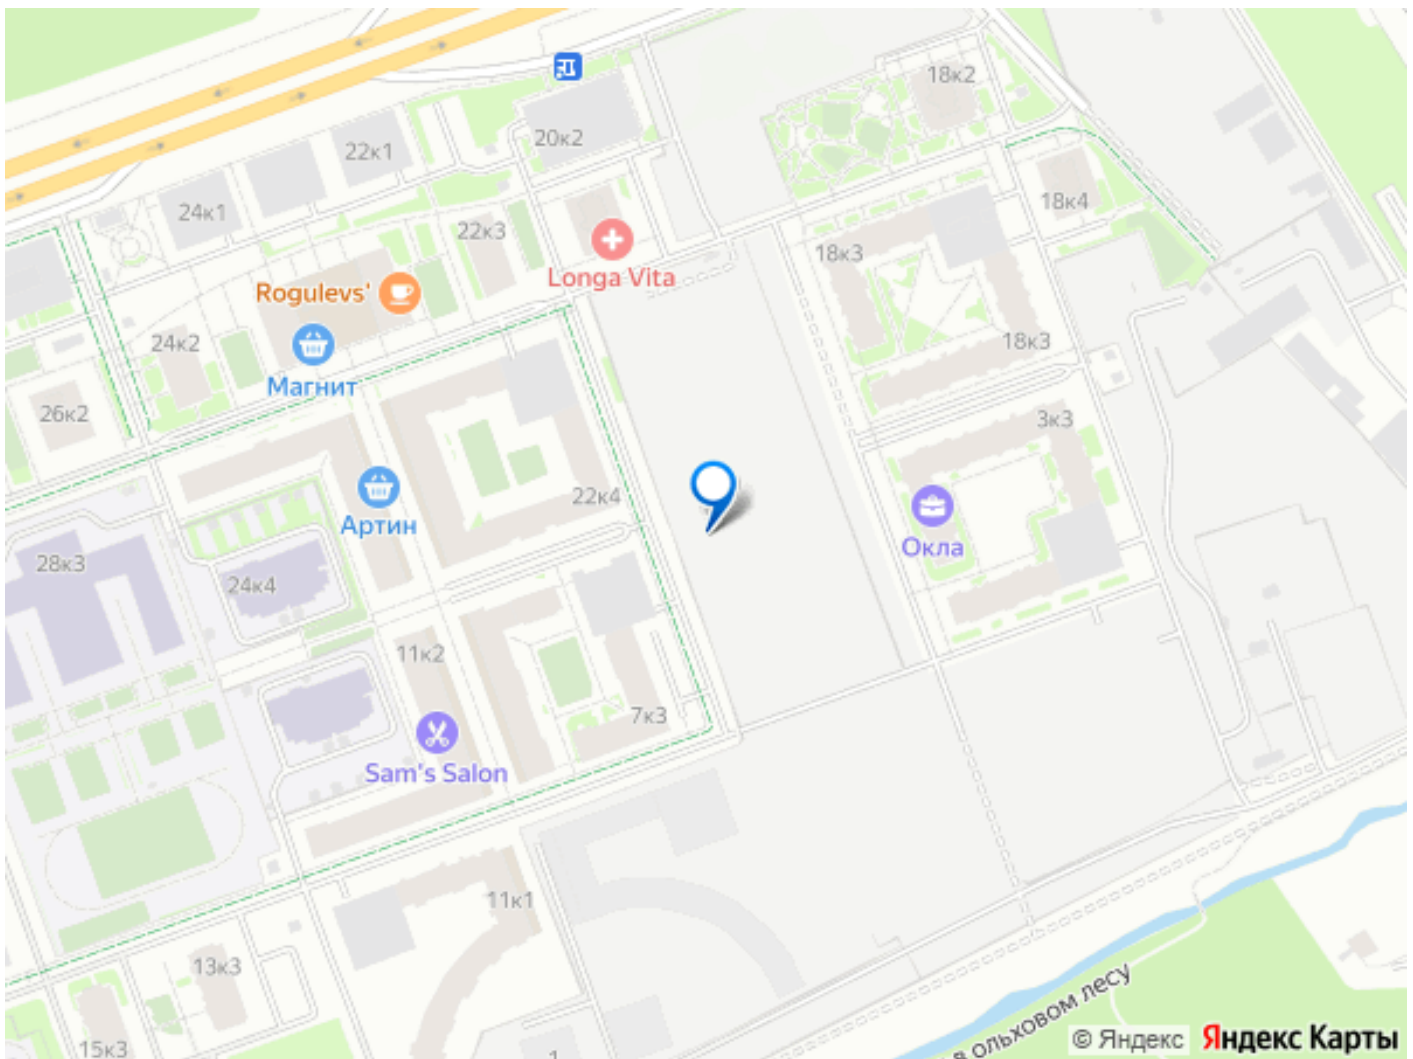 18к2
22к1
20к2
24к1
18к4
22к3
18к3
Longa Vita
Rogulevs'
24к2
18к3
Магнит
26к2
3к3
22к4
Артин
Окла
28к3
24к4
11к2
7к3
Sam's Salon
11к1
13к3
в ольховом лесу
15к3
1
© Яндекс Яндекс Карты